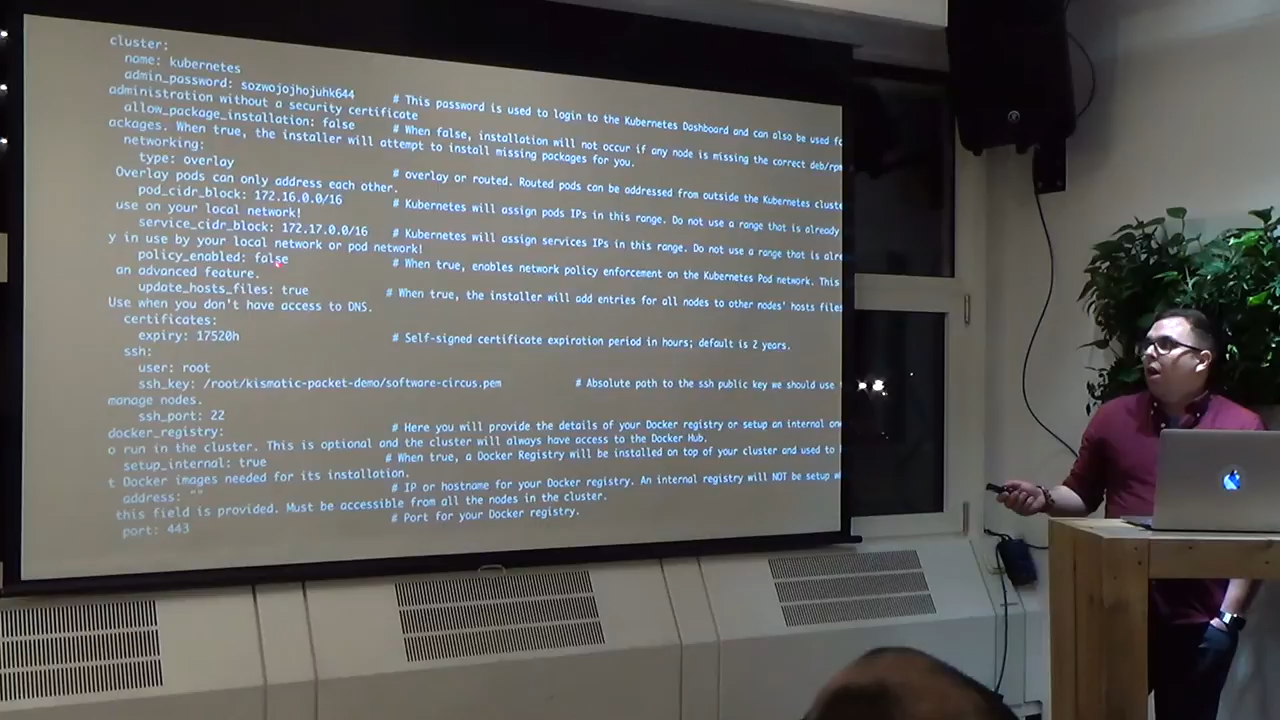 cluster:
name: kubernetes
admin_password: sozwojojhojuhk644 # This password is used to login to the Kubernetes Dashboard and can also be used fo
administration without a security certificate
allow_package_installation: false # When false, installation will not occur if any node is missing the correct deb/rpm
ackages. When true, the installer will attempt to install missing packages for you.
networking:
type: overlay # overlay or routed. Routed pods can be addressed from outside the Kubernetes cluste
Overlay pods can only address each other.
pod_cidr_block: 172.16.0.0/16 # Kubernetes will assign pods IPs in this range. Do not use a range that is already
use on your local network!
service_cidr_block: 172.17.0.0/16 # Kubernetes will assign services IPs in this range. Do not use a range that is alre
y in use by your local network or pod network!
policy_enabled: false # When true, enables network policy enforcement on the Kubernetes Pod network. This
an advanced feature.
update_hosts_files: true # When true, the installer will add entries for all nodes to other nodes' hosts files
Use when you don't have access to DNS.
certificates:
expiry: 17520h # Self-signed certificate expiration period in hours; default is 2 years.
ssh:
user: root
ssh_key: /root/kismatic-packet-demo/software-circus.pem # Absolute path to the ssh public key we should use
manage nodes.
ssh_port: 22
docker_registry: # Here you will provide the details of your Docker registry or setup an internal one
o run in the cluster. This is optional and the cluster will always have access to the Docker Hub.
setup_internal: true # When true, a Docker Registry will be installed on top of your cluster and used to
t Docker images needed for its installation.
address: "" # IP or hostname for your Docker registry. An internal registry will NOT be setup
this field is provided. Must be accessible from all the nodes in the cluster.
port: 443 # Port for your Docker registry.